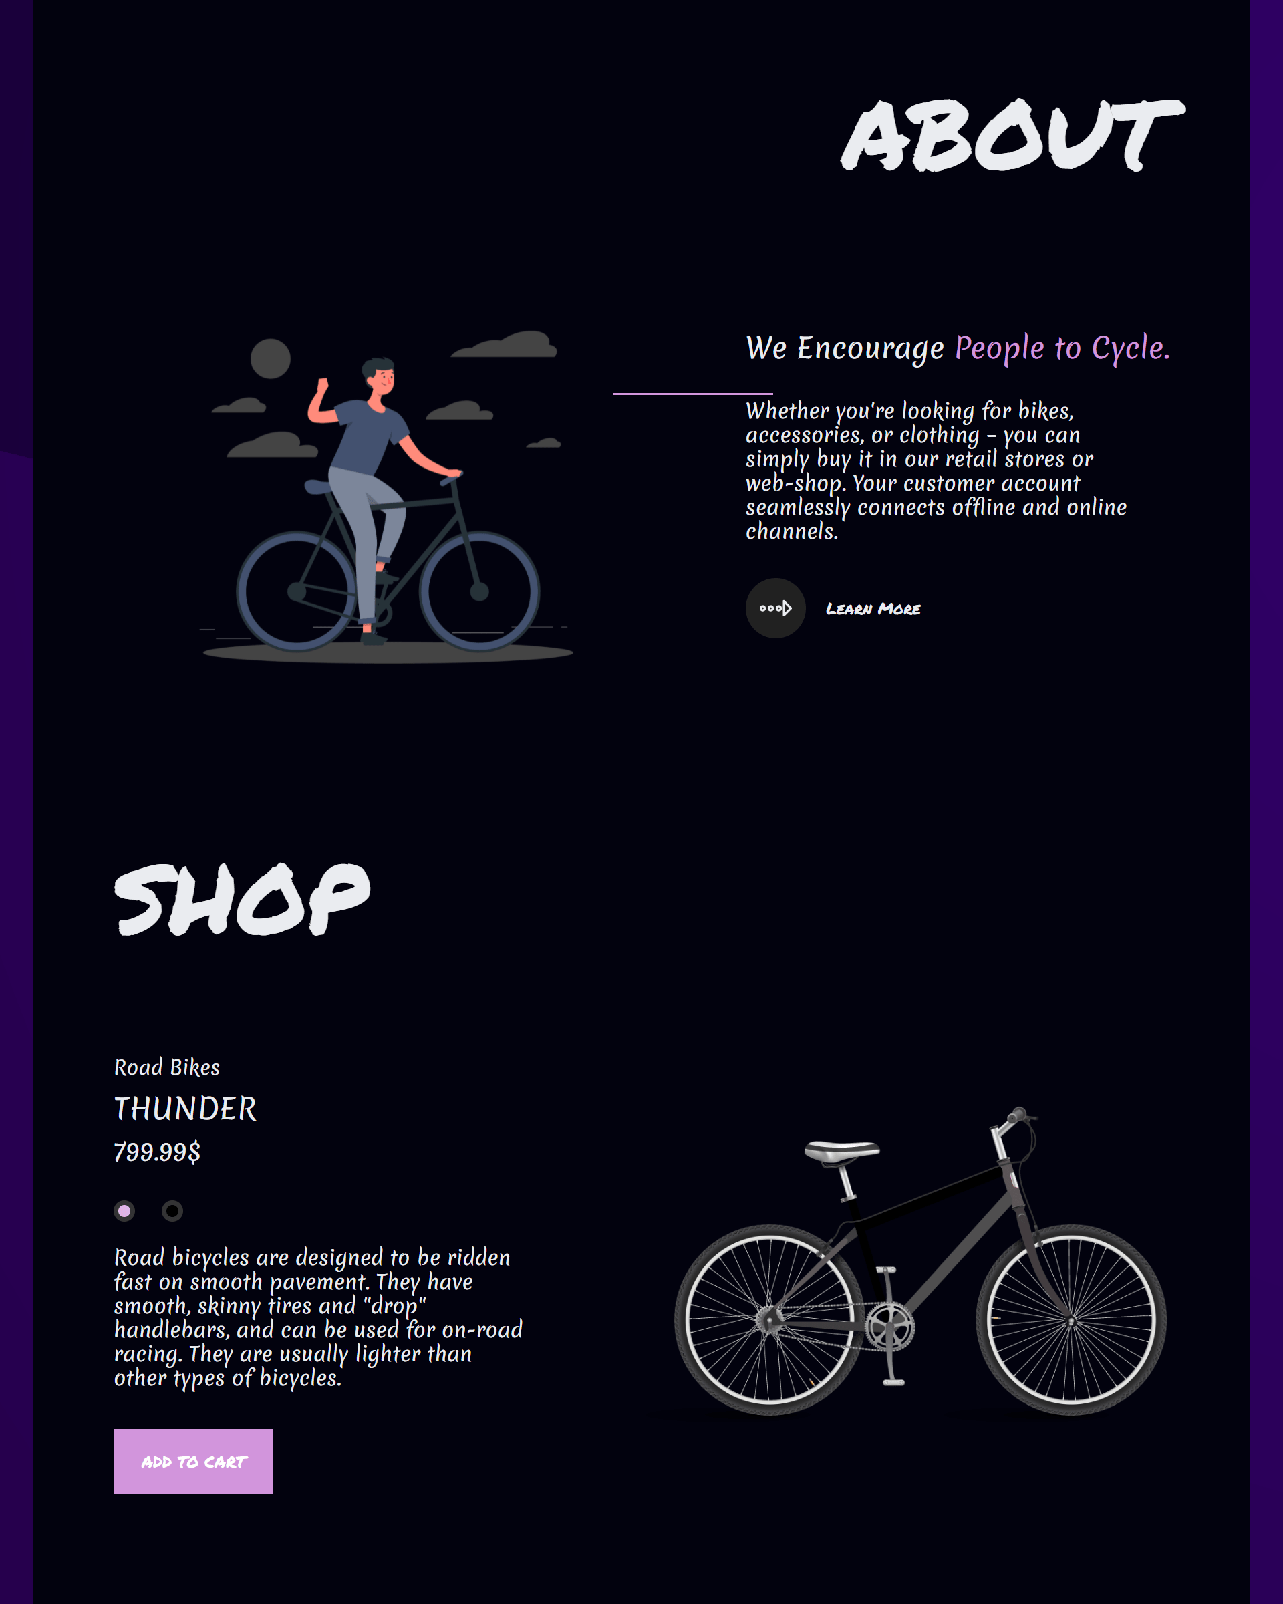 ABOUT
We Encourage People to Cycle.
Whether you're looking for bikes,
accessories, or clothing – you can
simply buy it in our retail stores or
web-shop. Your customer account
seamlessly connects offline and online
channels.
Learn More
SHOP
Road Bikes
THUNDER
799.99$
Road bicycles are designed to be ridden
fast on smooth pavement. They have
smooth, skinny tires and "drop"
handlebars, and can be used for on-road
racing. They are usually lighter than
other types of bicycles.
ADD TO CART